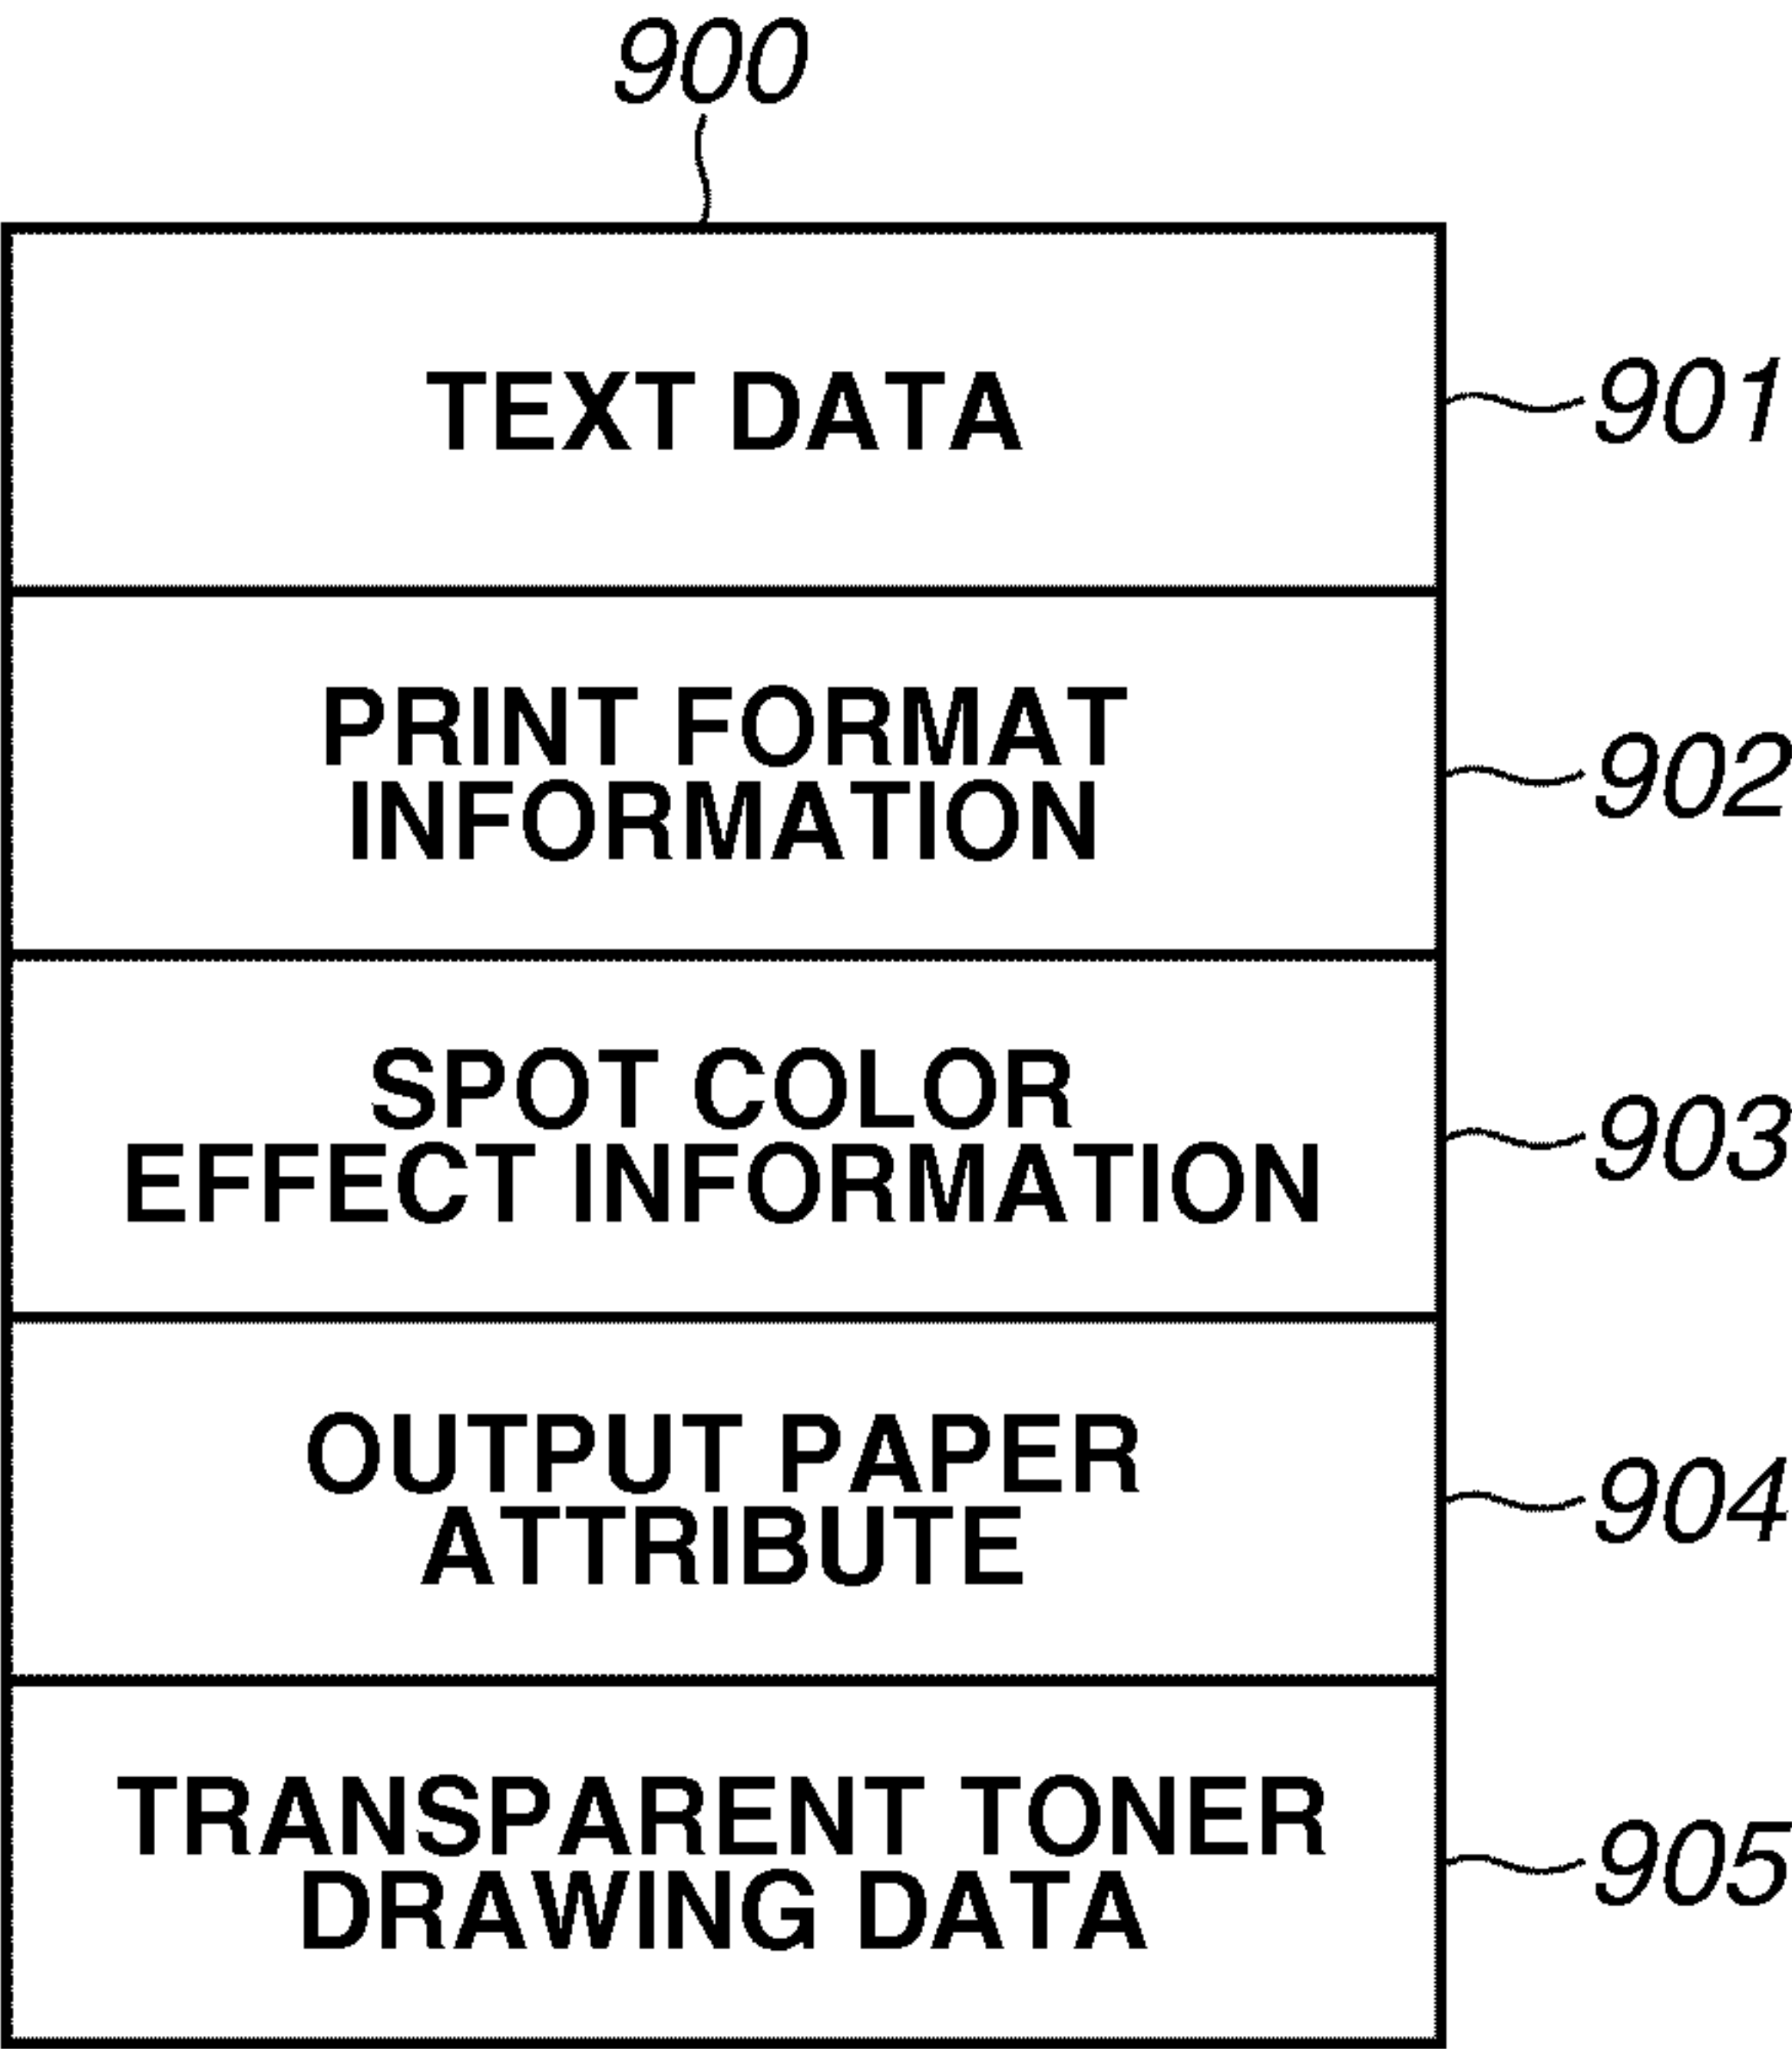 900
TEXT DATA
901
PRINT FORMAT
INFORMATION
902
SPOT COLOR
EFFECT INFORMATION
903
OUTPUT PAPER
ATTRIBUTE
904
TRANSPARENT TONER
DRAWING DATA
905